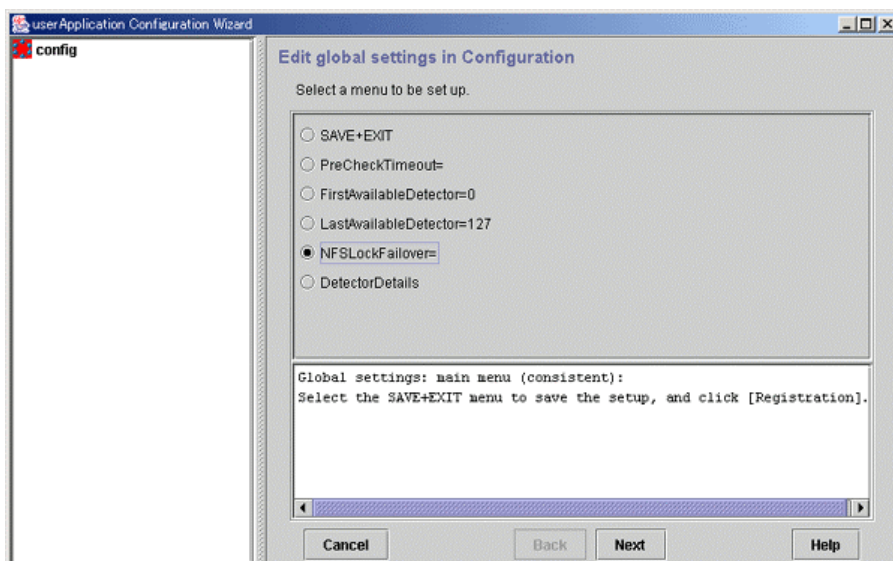 userApplication Configuration Wizard
config
Edit global settings in Configuration
Select a menu to be set up.
SAVE+EXIT
PreCheckTimeout=
FirstAvailableDetector=0
LastAvailableDetector=127
NFSLockFailover=
DetectorDetails
Global settings: main menu (consistent):
Select the SAVE+EXIT menu to save the setup, and click [Registration].
Cancel Back Next Help